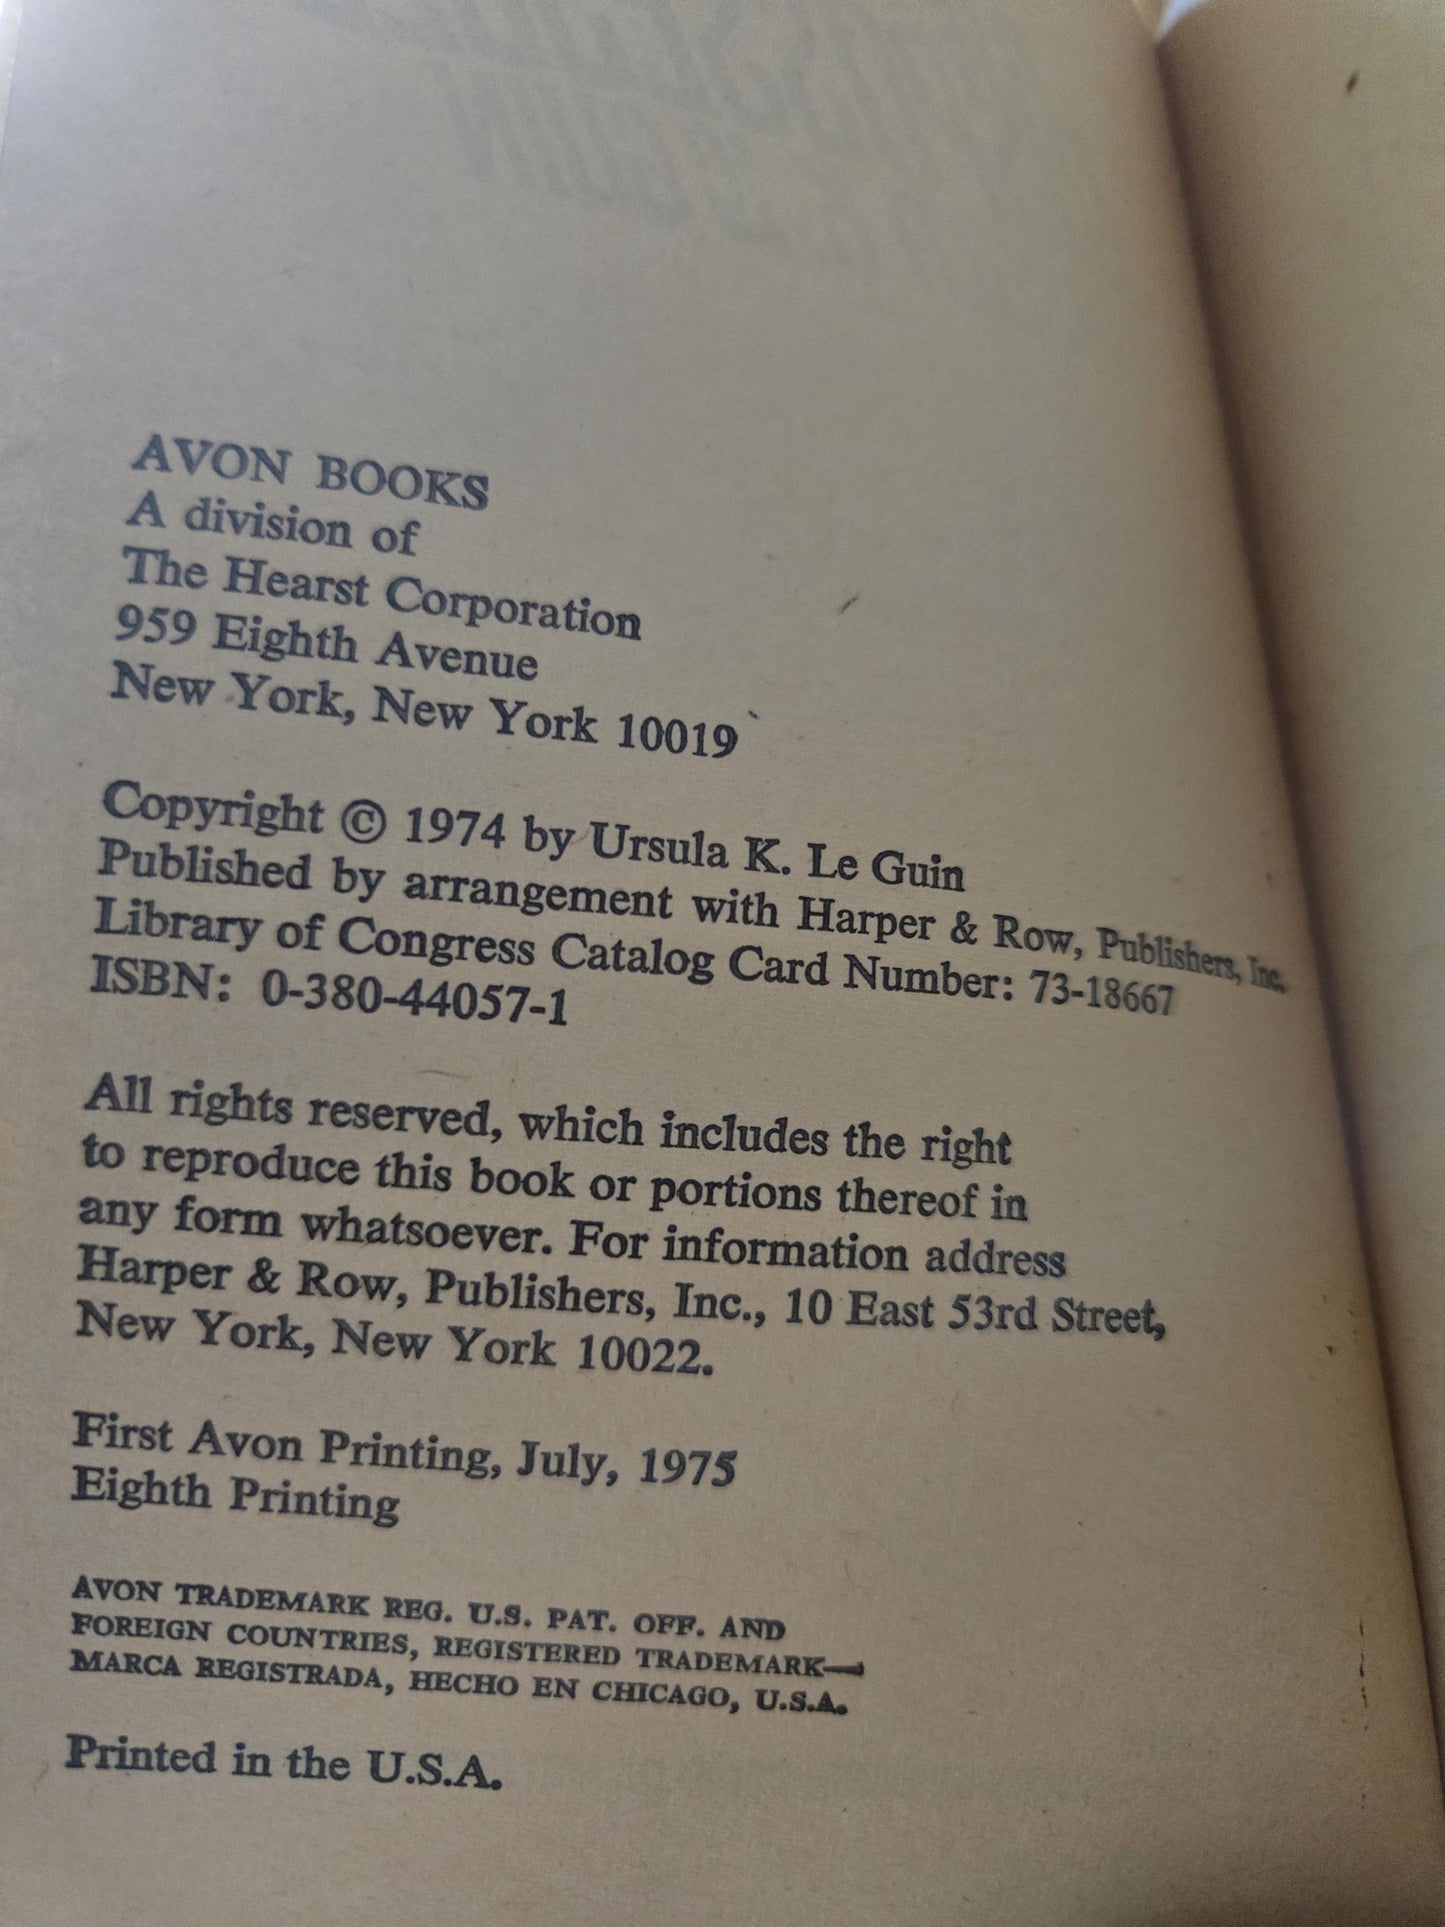 AVON BOOKS
A division of
The Hearst Corporation
959 Eighth Avenue
New York, New York 10019
Copyright © 1974 by Ursula K. Le Guin
Published by arrangement with Harper & Row, Publishers, Inc.
Library of Congress Catalog Card Number: 73-18667
ISBN: 0-380-44057-1
All rights reserved, which includes the right
to reproduce this book or portions thereof in
any form whatsoever. For information address
Harper & Row, Publishers, Inc., 10 East 53rd Street,
New York, New York 10022.
First Avon Printing, July, 1975
Eighth Printing
AVON TRADEMARK REG. U.S. PAT. OFF. AND
FOREIGN COUNTRIES, REGISTERED TRADEMARK—
MARCA REGISTRADA, HECHO EN CHICAGO, U.S.A.
Printed in the U.S.A.